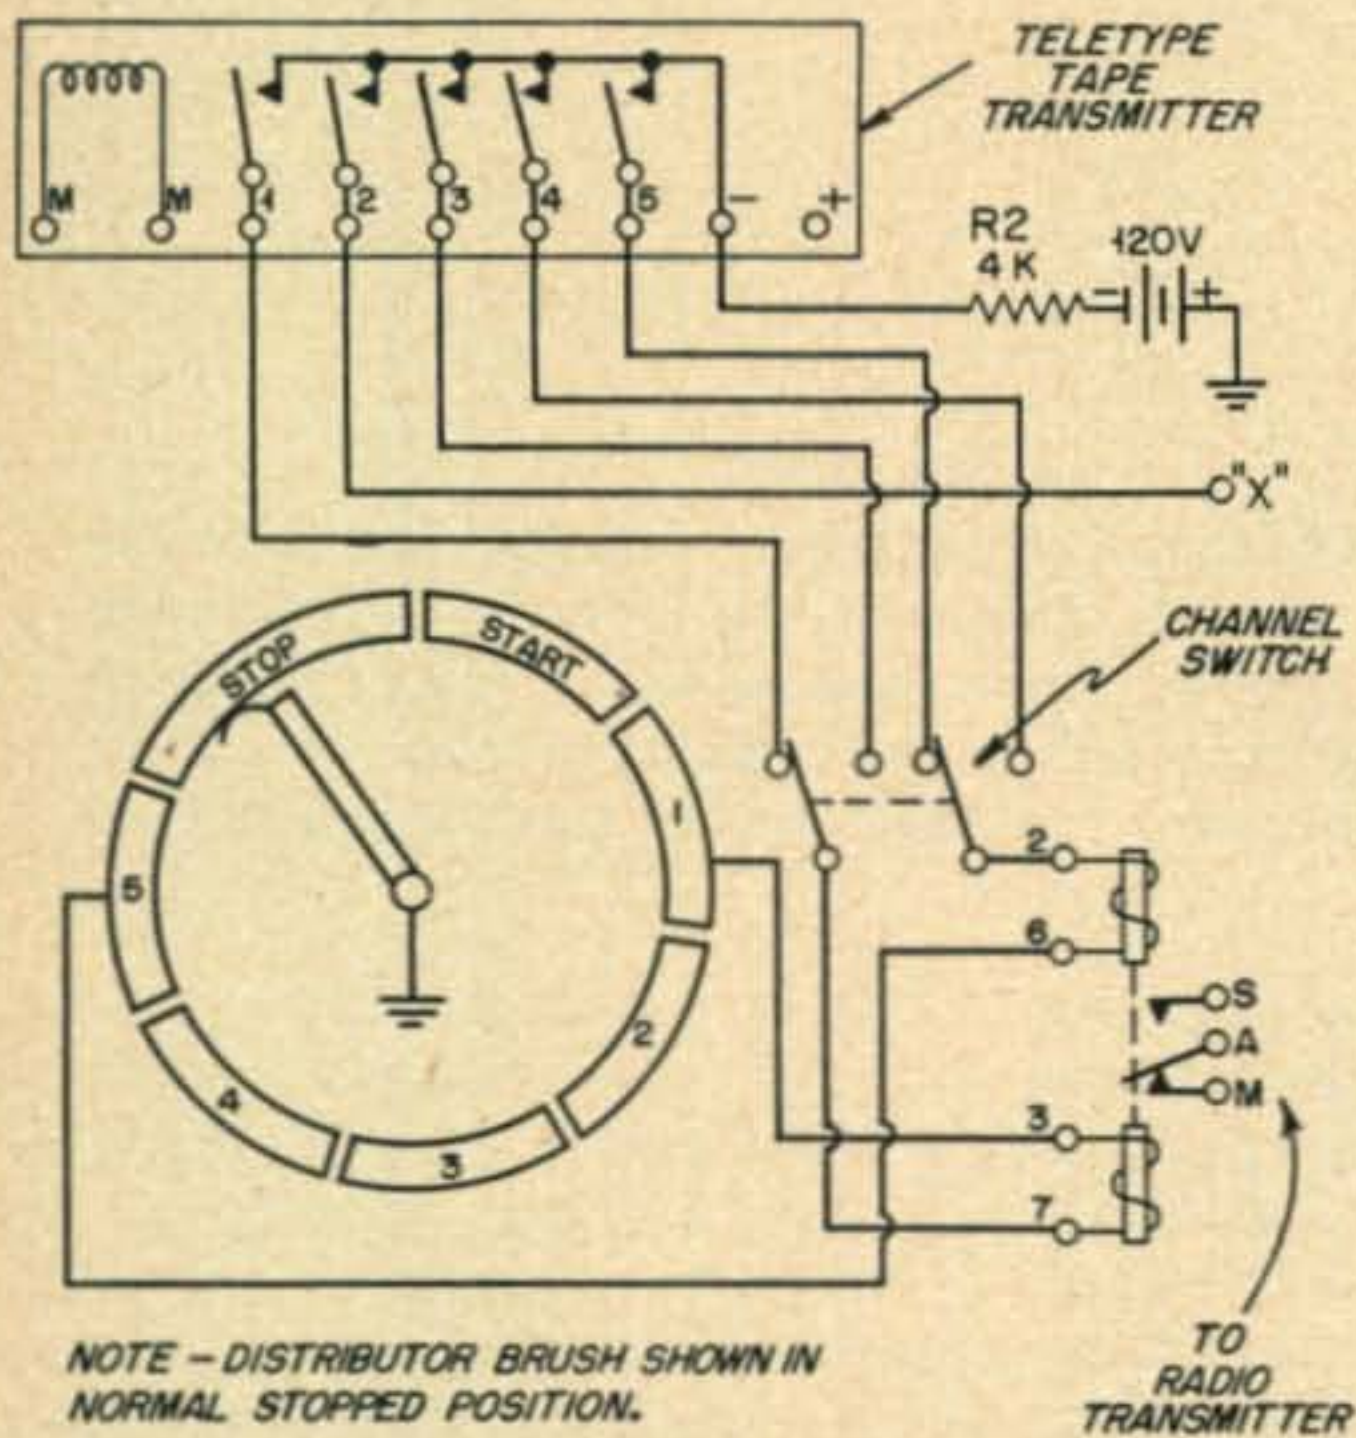 TELETYPE
TAPE
TRANSMITTER
M
M
1
2
3
4
5
-
+
R2
4K
120V
-
+
"X"
CHANNEL
SWITCH
STOP
START
1
2
3
4
5
2
6
S
A
M
3
7
NOTE – DISTRIBUTOR BRUSH SHOWN IN
NORMAL STOPPED POSITION.
TO
RADIO
TRANSMITTER